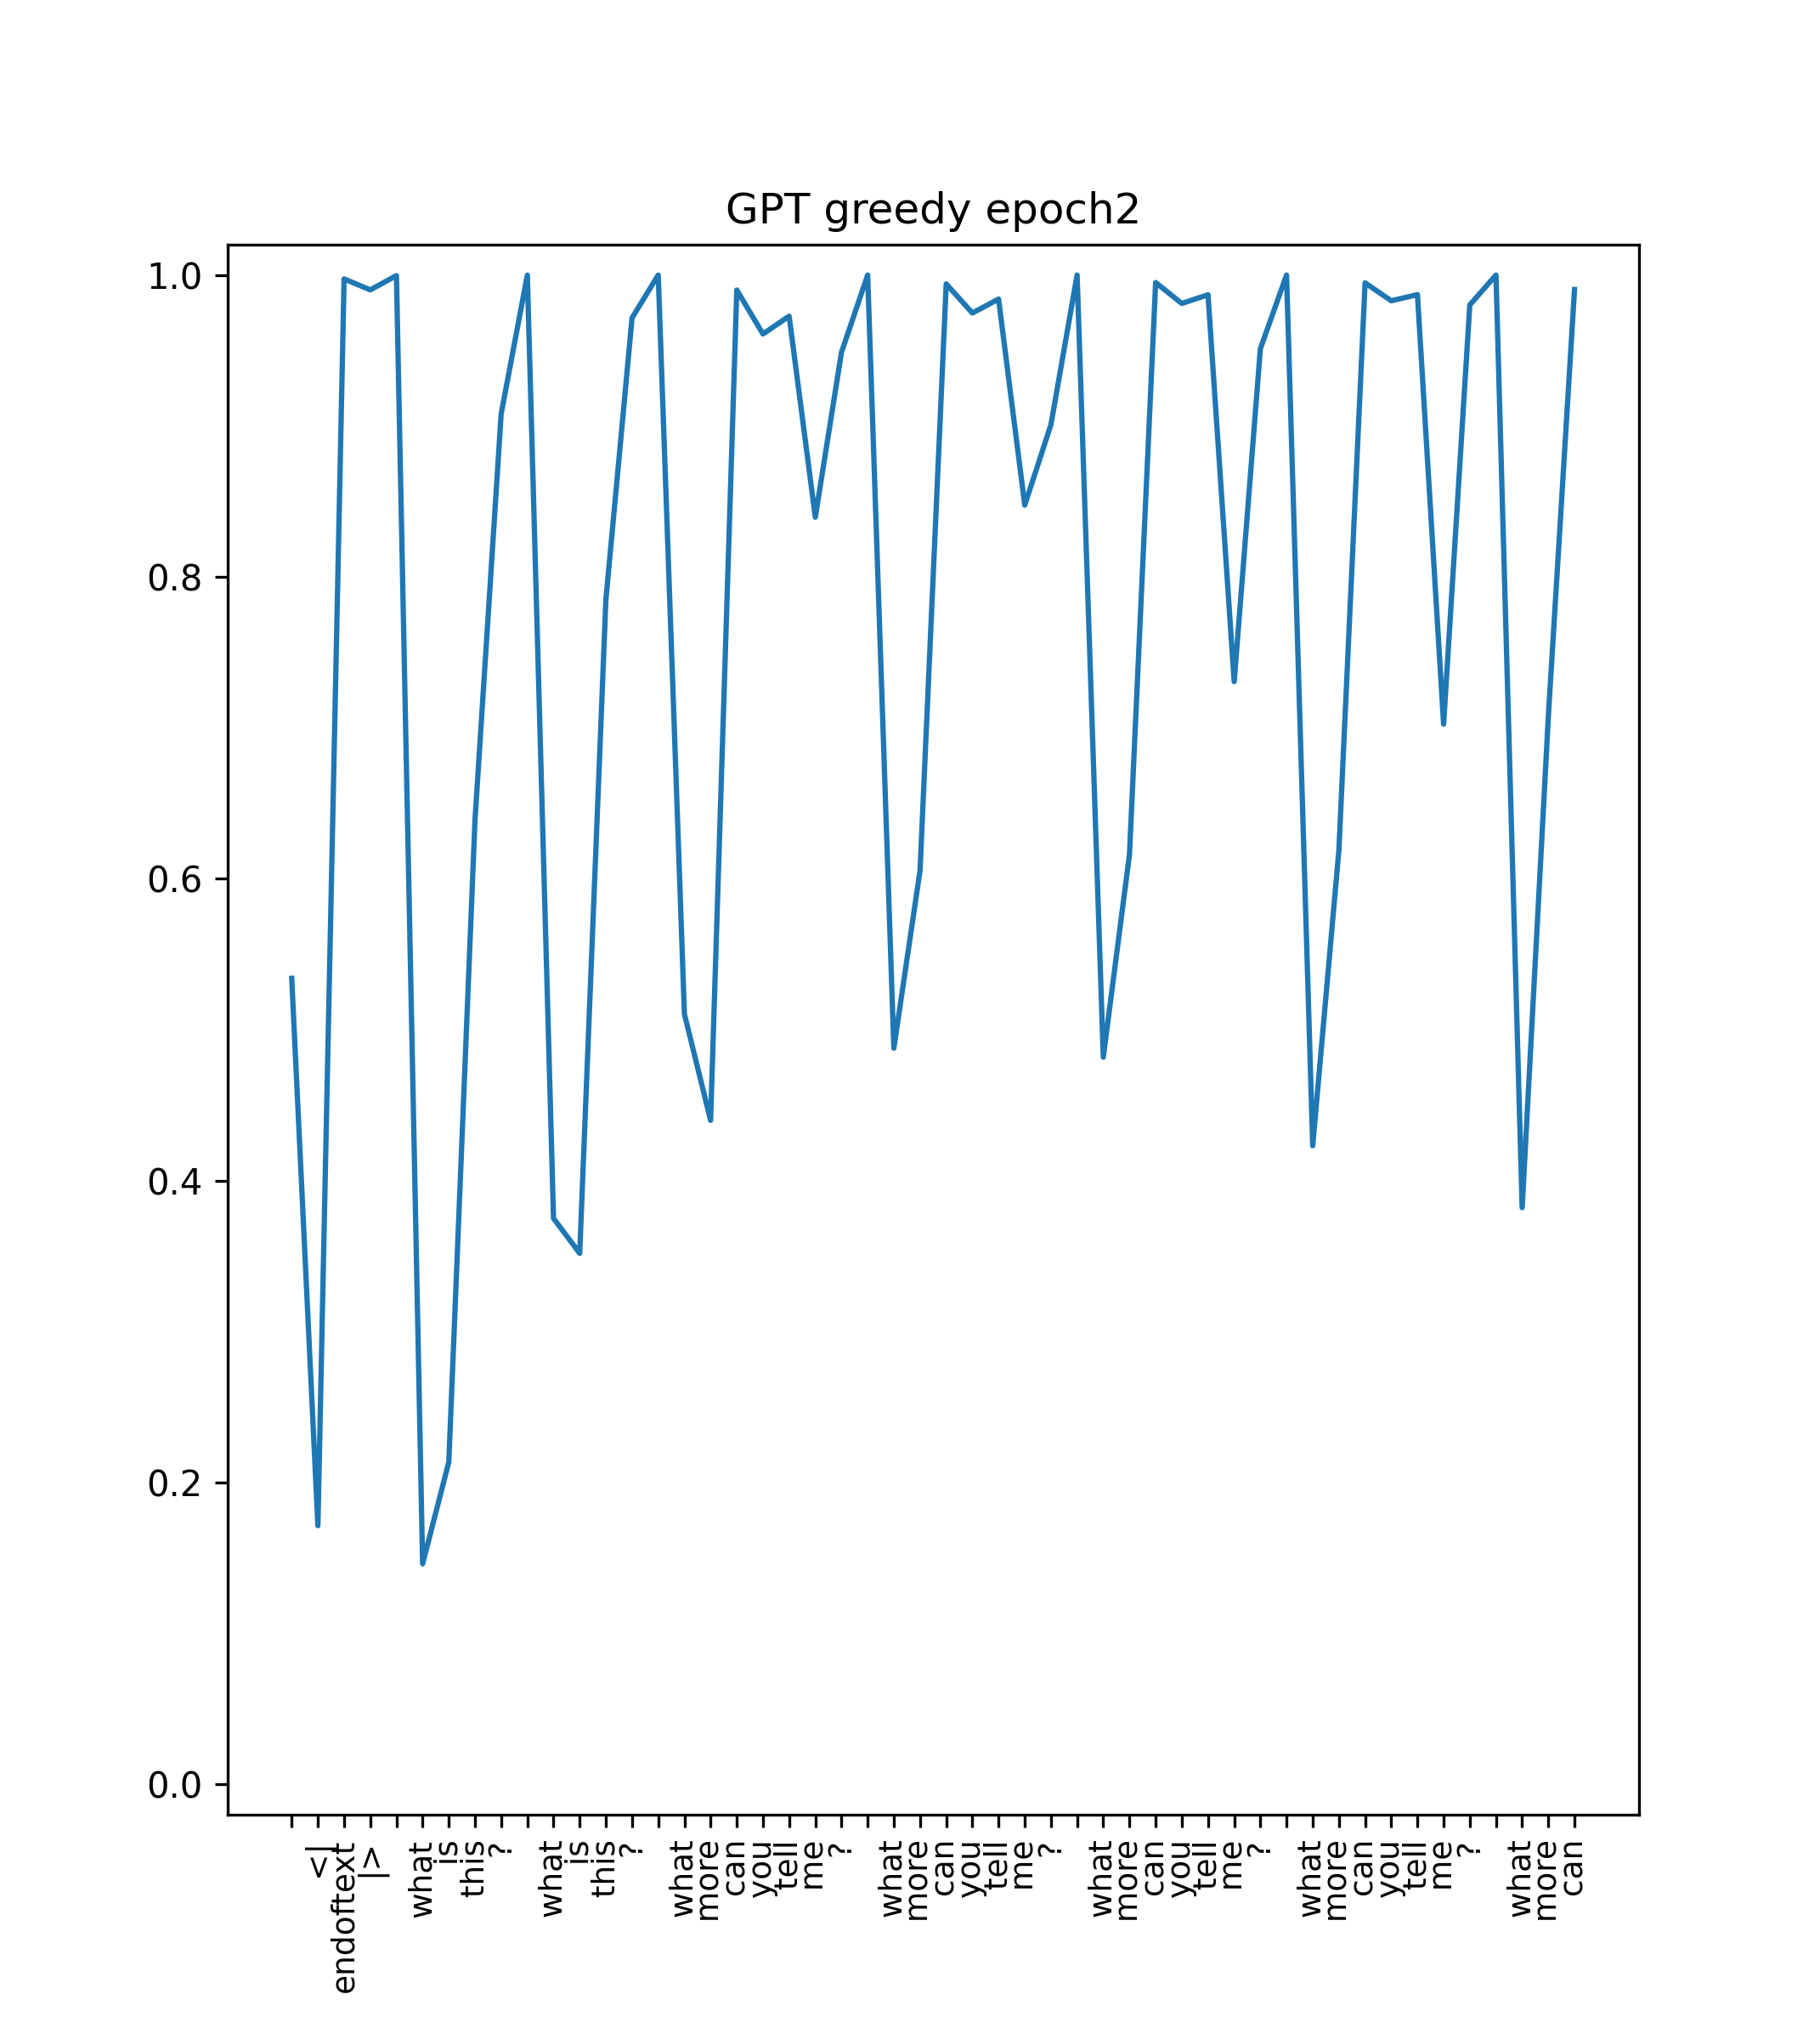 GPT greedy epoch2
1.0
0.8
0.6
0.4
0.2
0.0
<|
endoftext
|>
what
is
this
?
what
is
this
?
what
more
can
you
tell
me
?
what
more
can
you
tell
me
?
what
more
can
you
tell
me
?
what
more
can
you
tell
me
?
what
more
can